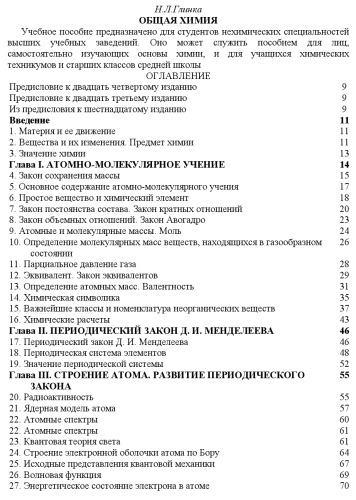 Н.Л.Глинка
ОБЩАЯ ХИМИЯ
Учебное пособие предназначено для студентов нехимических специальностей
высших учебных заведений. Оно может служить пособием для лиц,
самостоятельно изучающих основы химии, и для учащихся химических
техникумов и старших классов средней школы
ОГЛАВЛЕНИЕ
Предисловие к двадцать четвертому изданию 9
Предисловие к двадцать третьему изданию 9
Из предисловия к шестнадцатому изданию 9
Введение 11
1. Материя и ее движение 11
2. Вещества и их изменения. Предмет химии 11
3. Значение химии 13
Глава I. АТОМНО-МОЛЕКУЛЯРНОЕ УЧЕНИЕ 14
4. Закон сохранения массы 15
5. Основное содержание атомно-молекулярного учения 17
6. Простое вещество и химический элемент 18
7. Закон постоянства состава. Закон кратных отношений 20
8. Закон объемных отношений. Закон Авогадро 23
9. Атомные и молекулярные массы. Моль 24
10. Определение молекулярных масс веществ, находящихся в газообразном 26
состоянии
11. Парциальное давление газа 28
12. Эквивалент. Закон эквивалентов 29
13. Определение атомных масс. Валентность 31
14. Химическая символика 35
15. Важнейшие классы и номенклатура неорганических веществ 37
16. Химические расчеты 43
Глава II. ПЕРИОДИЧЕСКИЙ ЗАКОН Д. И. МЕНДЕЛЕЕВА 46
17. Периодический закон Д. И. Менделеева 46
18. Периодическая система элементов 48
19. Значение периодической системы 52
Глава III. СТРОЕНИЕ АТОМА. РАЗВИТИЕ ПЕРИОДИЧЕСКОГО 55
ЗАКОНА
20. Радиоактивность 55
21. Ядерная модель атома 57
22. Атомные спектры 60
22. Атомные спектры 61
23. Квантовая теория света 61
24. Строение электронной оболочки атома по Бору 64
25. Исходные представления квантовой механики 67
26. Волновая функция 69
27. Энергетическое состояние электрона в атоме 70